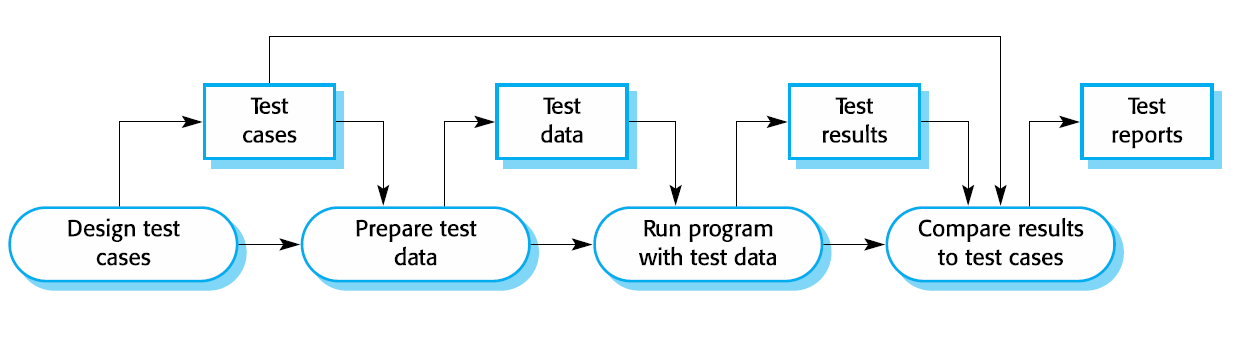 Test
cases
Test
data
Test
results
Test
reports
Design test
cases
Prepare test
data
Run program
with test data
Compare results
to test cases